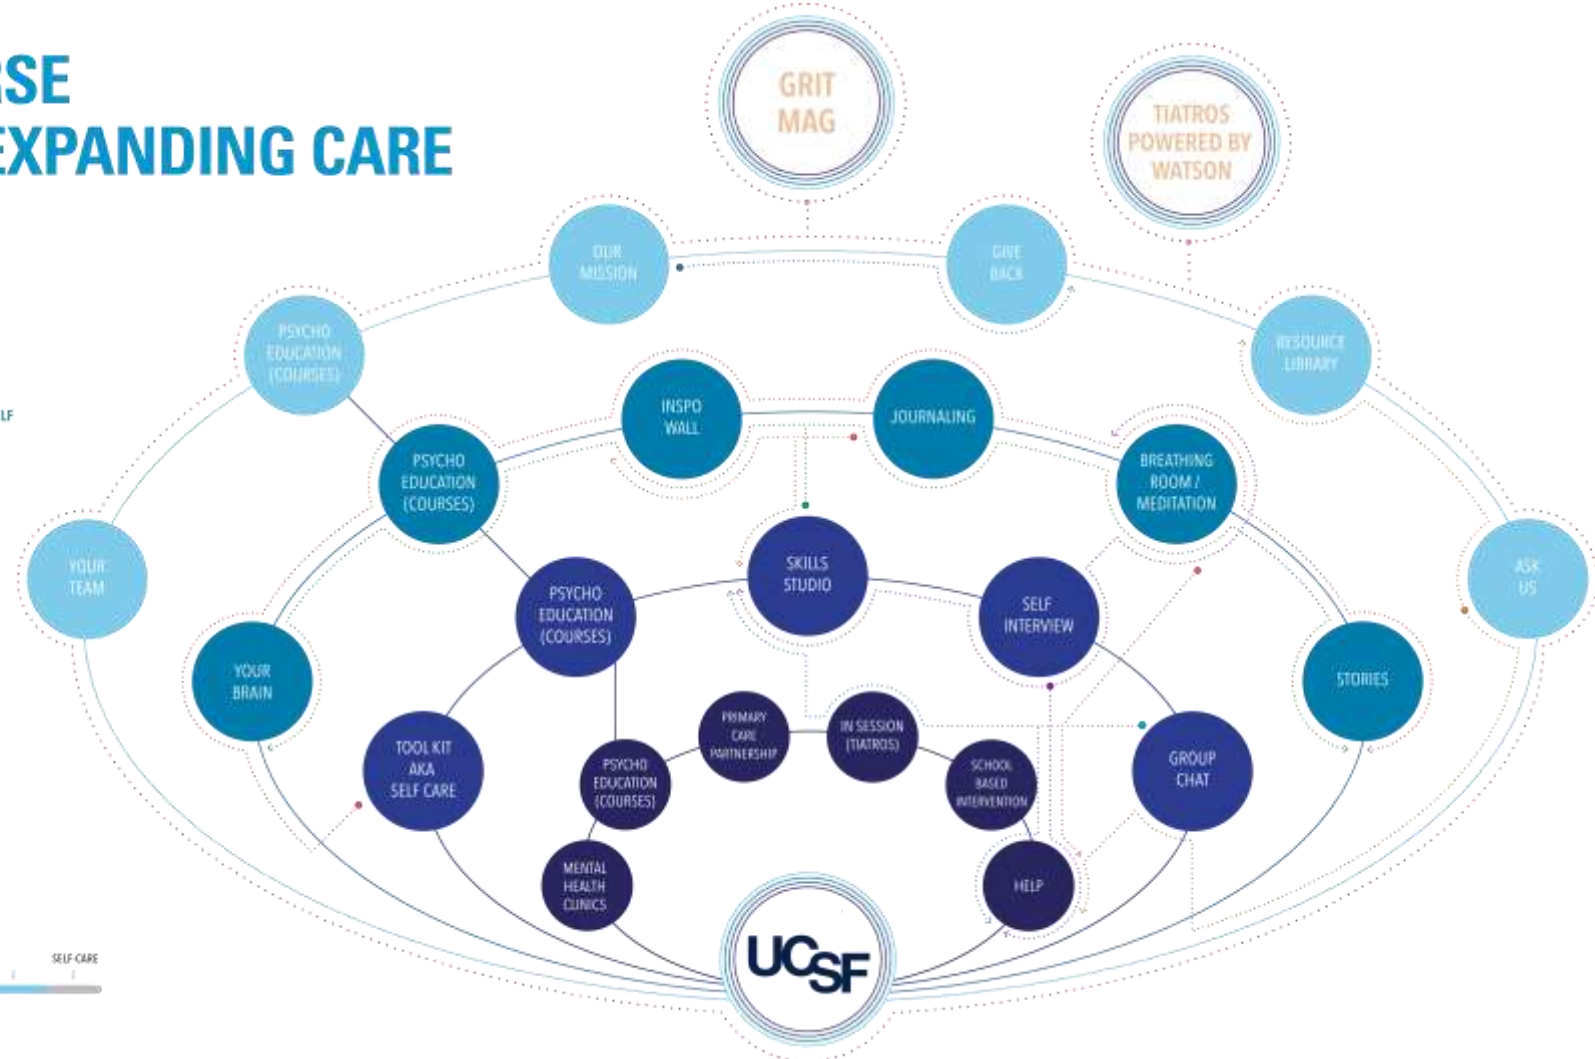 RSE
EXPANDING CARE
GRIT
MAG
TIATROS
POWERED BY
WATSON
OUR
MISSION
GIVE
BACK
PSYCHO
EDUCATION
(COURSES)
RESOURCE
LIBRARY
YOUR
TEAM
ASK
US
INSPO
WALL
JOURNALING
PSYCHO
EDUCATION
(COURSES)
BREATHING
ROOM /
MEDITATION
YOUR
BRAIN
STORIES
SKILLS
STUDIO
PSYCHO
EDUCATION
(COURSES)
SELF
INTERVIEW
TOOL KIT
AKA
SELF CARE
GROUP
CHAT
PRIMARY
CARE
PARTNERSHIP
IN SESSION
(TIATROS)
PSYCHO
EDUCATION
(COURSES)
SCHOOL
BASED
INTERVENTION
MENTAL
HEALTH
CLINICS
HELP
UCSF
SELF-CARE